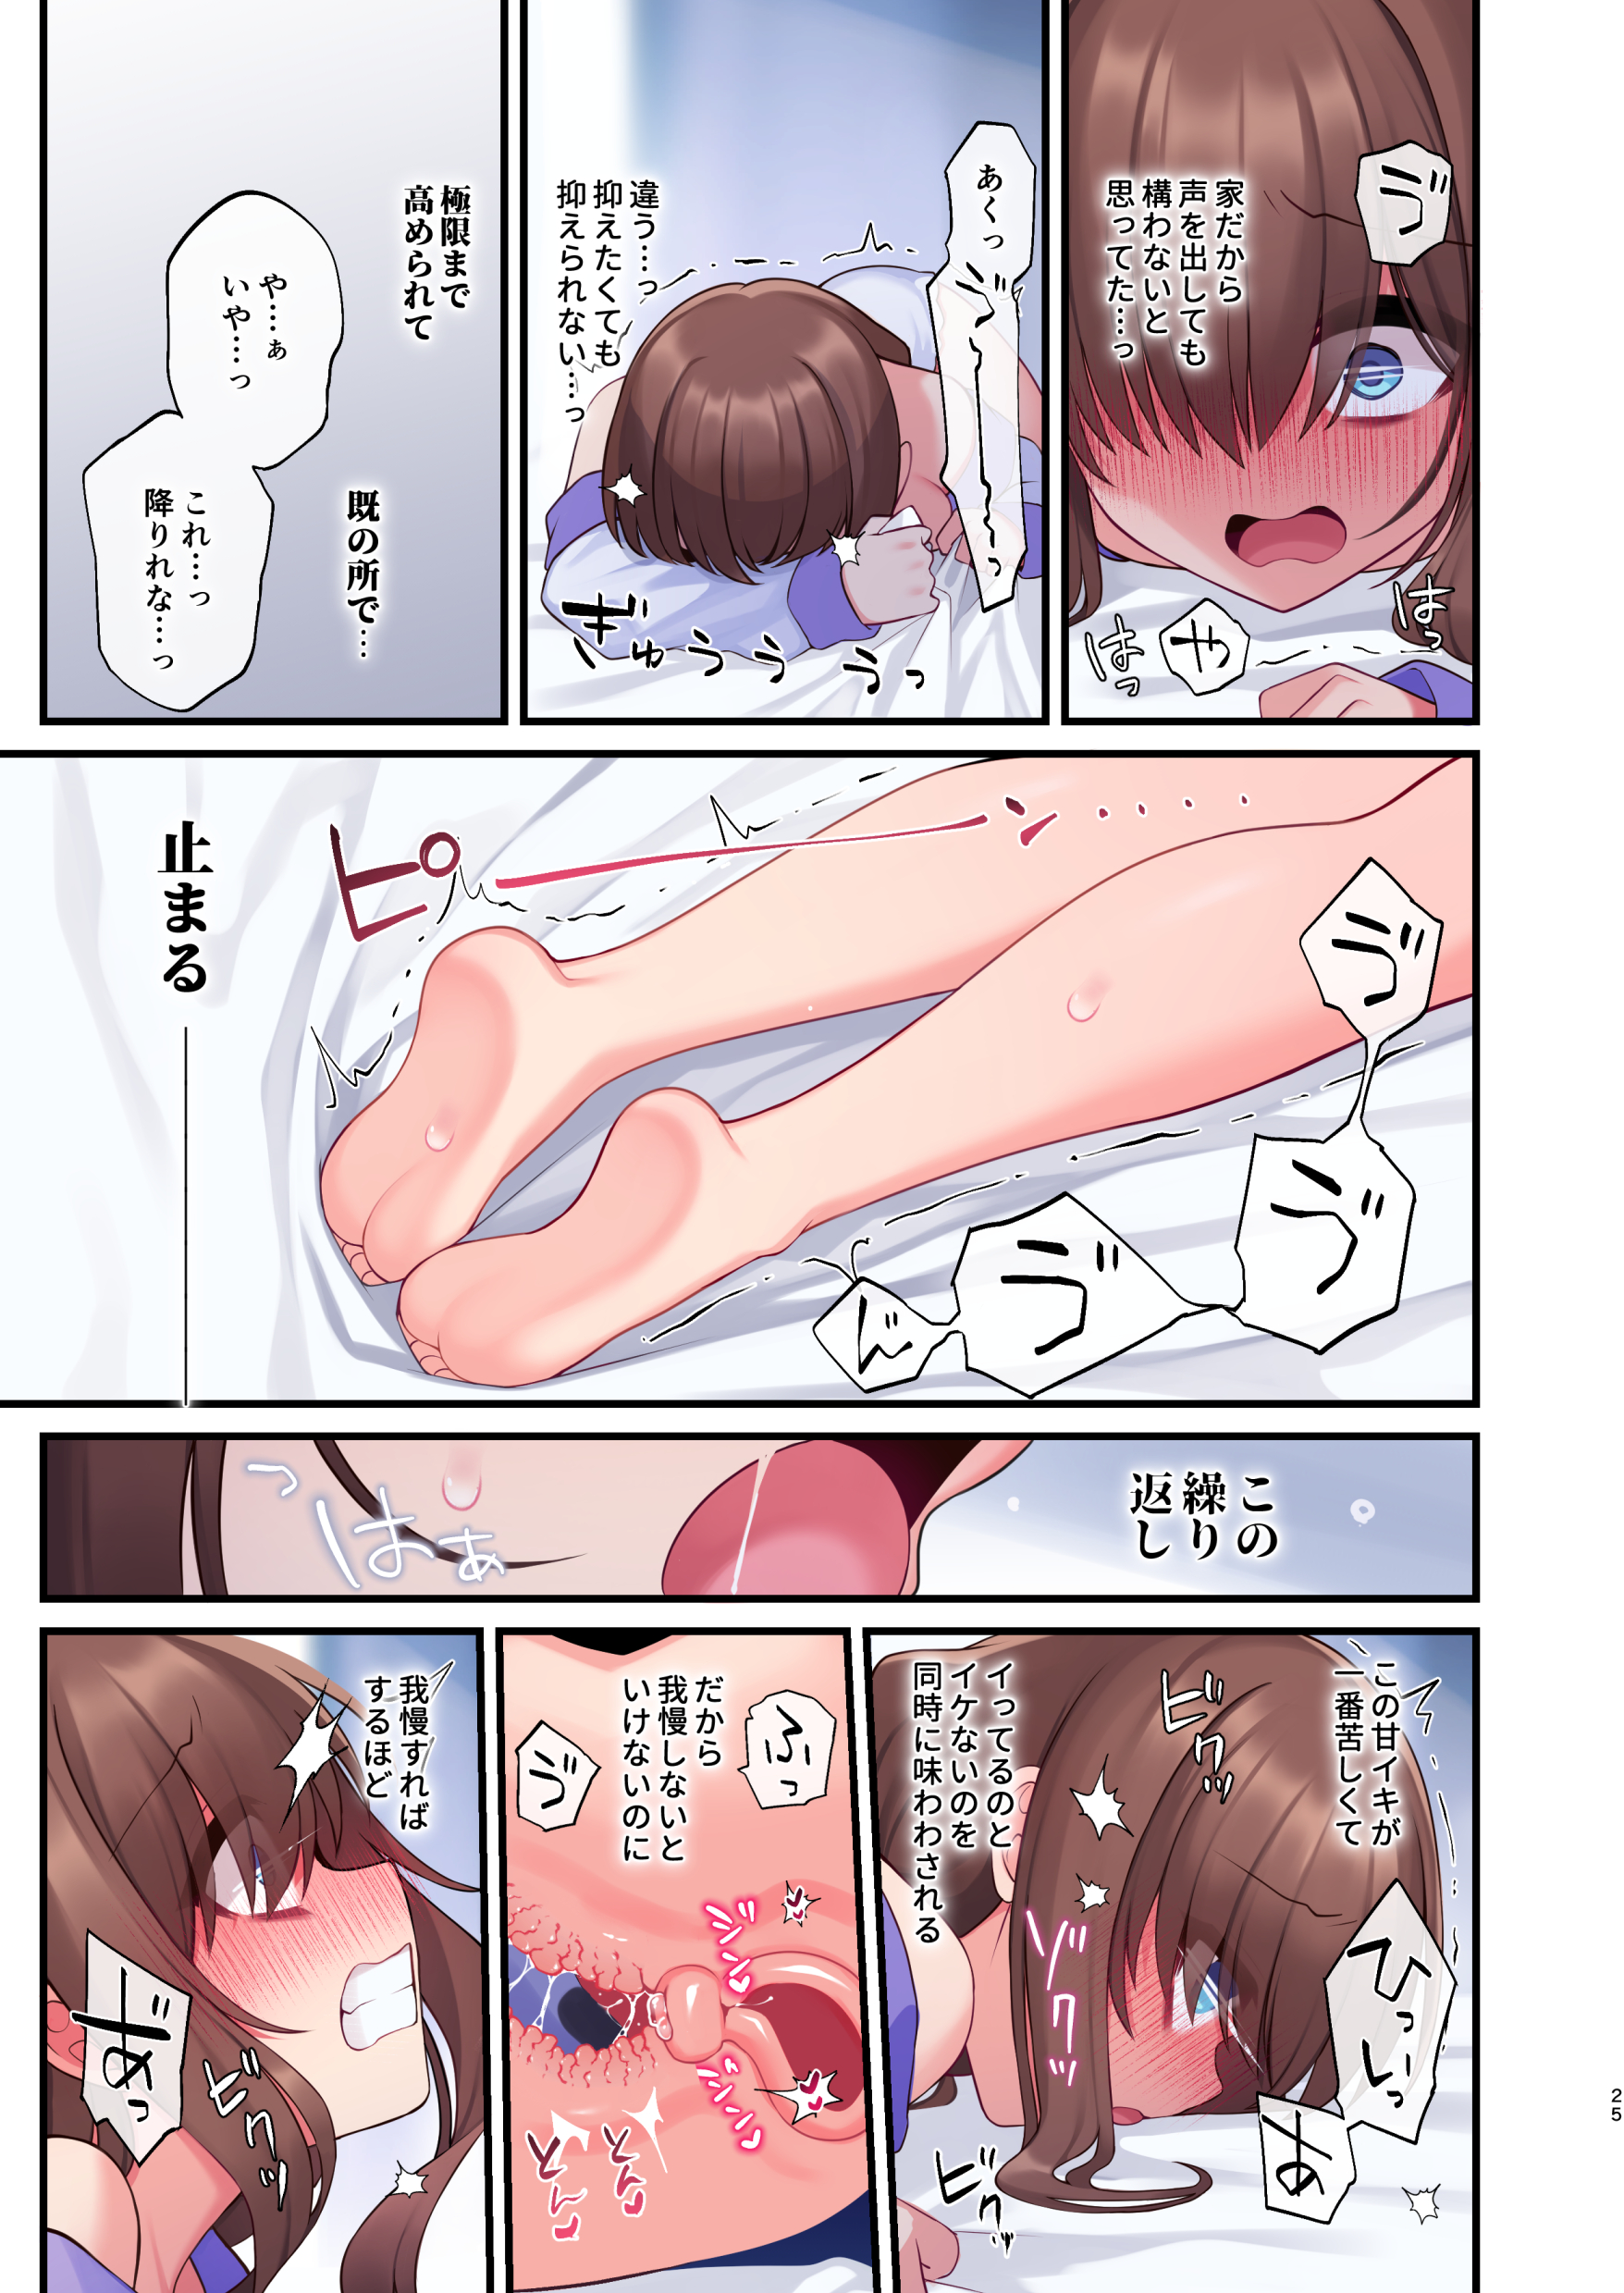 ゔ
家だから
声を出しても
構わないと
思ってた…っ
はっ
や
はっ
あくっ
ゔ〜〜っ
違う…っ
抑えたくても
抑えられない…っ
ぎゅううぅっ
極限まで
高められて
や…ぁ
いや…っ
既の所で…
これ…っ
降りれな…っ
ピーン……
ゔ
ゔ
ゔ
ん゙
止まる
この
繰り
返し
はぁ
っ
この甘イキが
一番苦しくて
ビクッ
ひっ
いっ
あ
イってるのと
イケないのを
同時に味わわされる
ゾクッ
ビクッ
ふっ
だから
我慢しないと
いけないのに
ゔ
ジンッ
ジンッ
とん
とん
我慢すれば
するほど
ビクッ
25